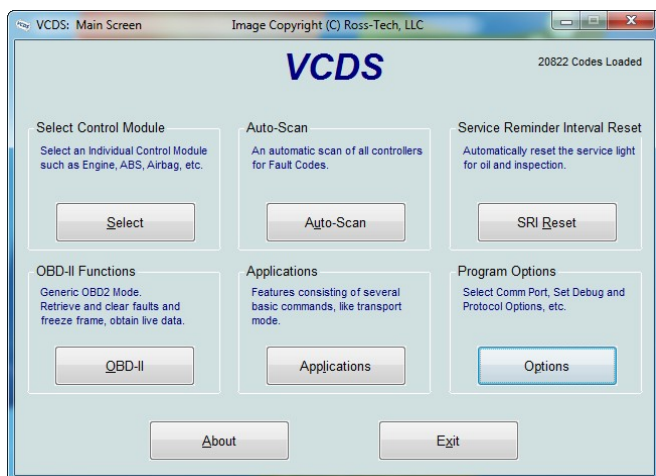 VCDS: Main Screen
Image Copyright (C) Ross-Tech, LLC
VCDS
20822 Codes Loaded
Select Control Module
Select an Individual Control Module
such as Engine, ABS, Airbag, etc.
Select
Auto-Scan
An automatic scan of all controllers
for Fault Codes.
Auto-Scan
Service Reminder Interval Reset
Automatically reset the service light
for oil and inspection.
SRI Reset
OBD-II Functions
Generic OBD2 Mode.
Retrieve and clear faults and
freeze frame, obtain live data.
OBD-II
Applications
Features consisting of several
basic commands, like transport
mode.
Applications
Program Options
Select Comm Port, Set Debug and
Protocol Options, etc.
Options
About
Exit